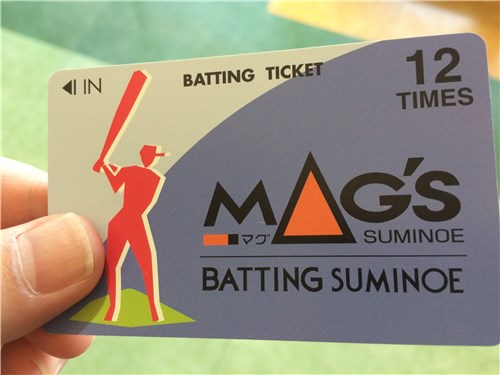 ◀IN
BATTING TICKET
12
TIMES
MAG'S
マグ SUMINOE
BATTING SUMINOE